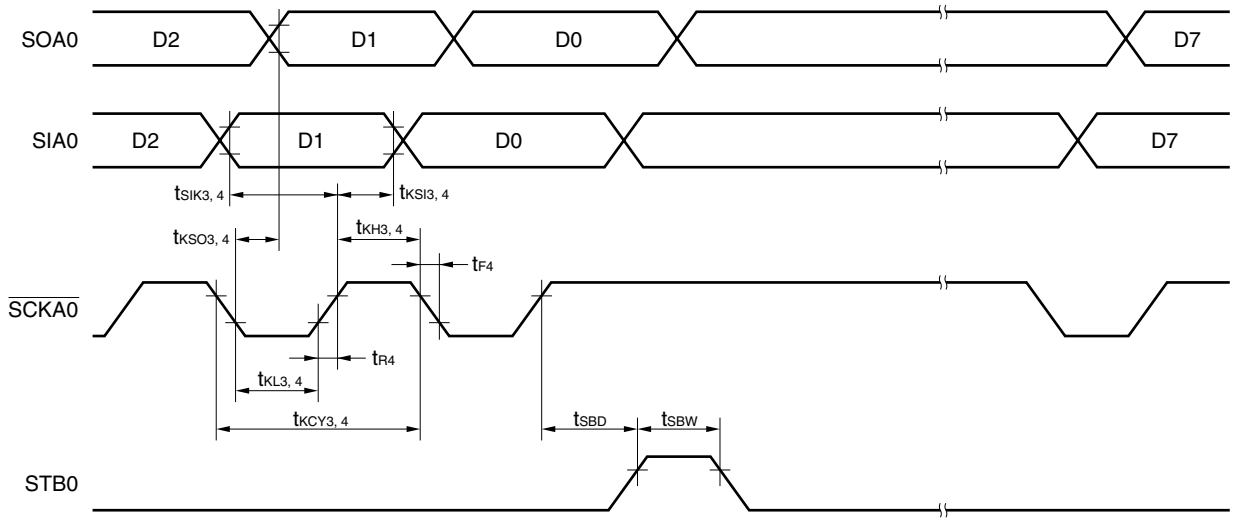 SOA0 D2 D1 D0 D7
SIA0 D2 D1 D0 D7
tSIK3, 4 tKSI3, 4
tKSO3, 4 tKH3, 4
tF4
SCKA0
tR4
tKL3, 4
tKCY3, 4 tSBD tSBW
STB0